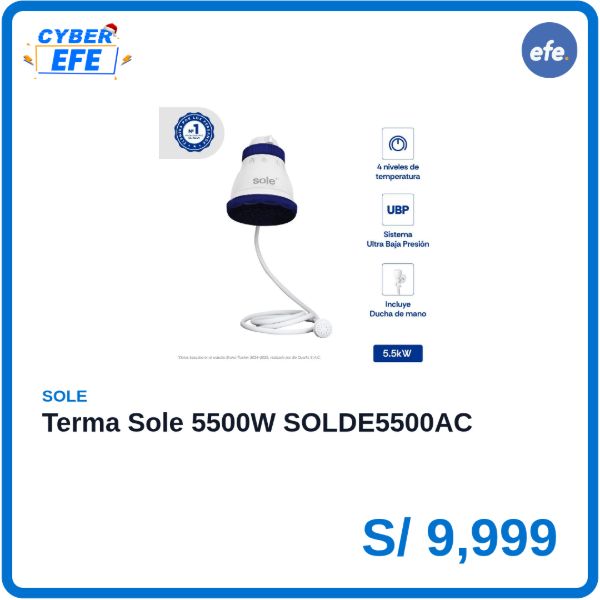 CYBER
EFE
efe.
Nº1
sole
4 niveles de
temperatura
UBP
Sistema
Ultra Baja Presión
Incluye
Ducha de mano
5.5kW
SOLE
Terma Sole 5500W SOLDE5500AC
S/ 9,999